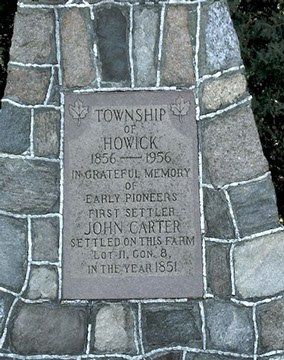 TOWNSHIP
OF
HOWICK
1856 — 1956
IN GRATEFUL MEMORY
OF
EARLY PIONEERS
FIRST SETTLER
JOHN CARTER
SETTLED ON THIS FARM
LOT 11, CON. 8,
IN THE YEAR 1851